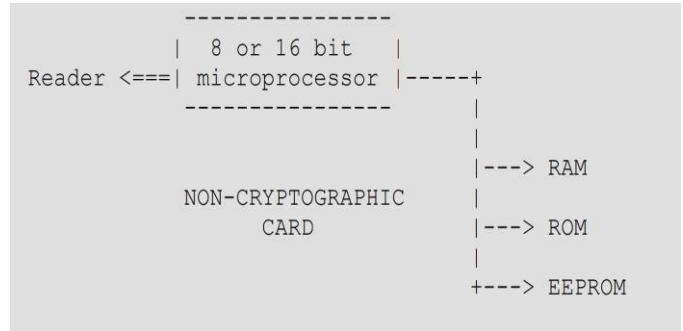 8 or 16 bit
Reader <===| microprocessor |-----+
|---> RAM
NON-CRYPTOGRAPHIC
CARD |---> ROM
+---> EEPROM